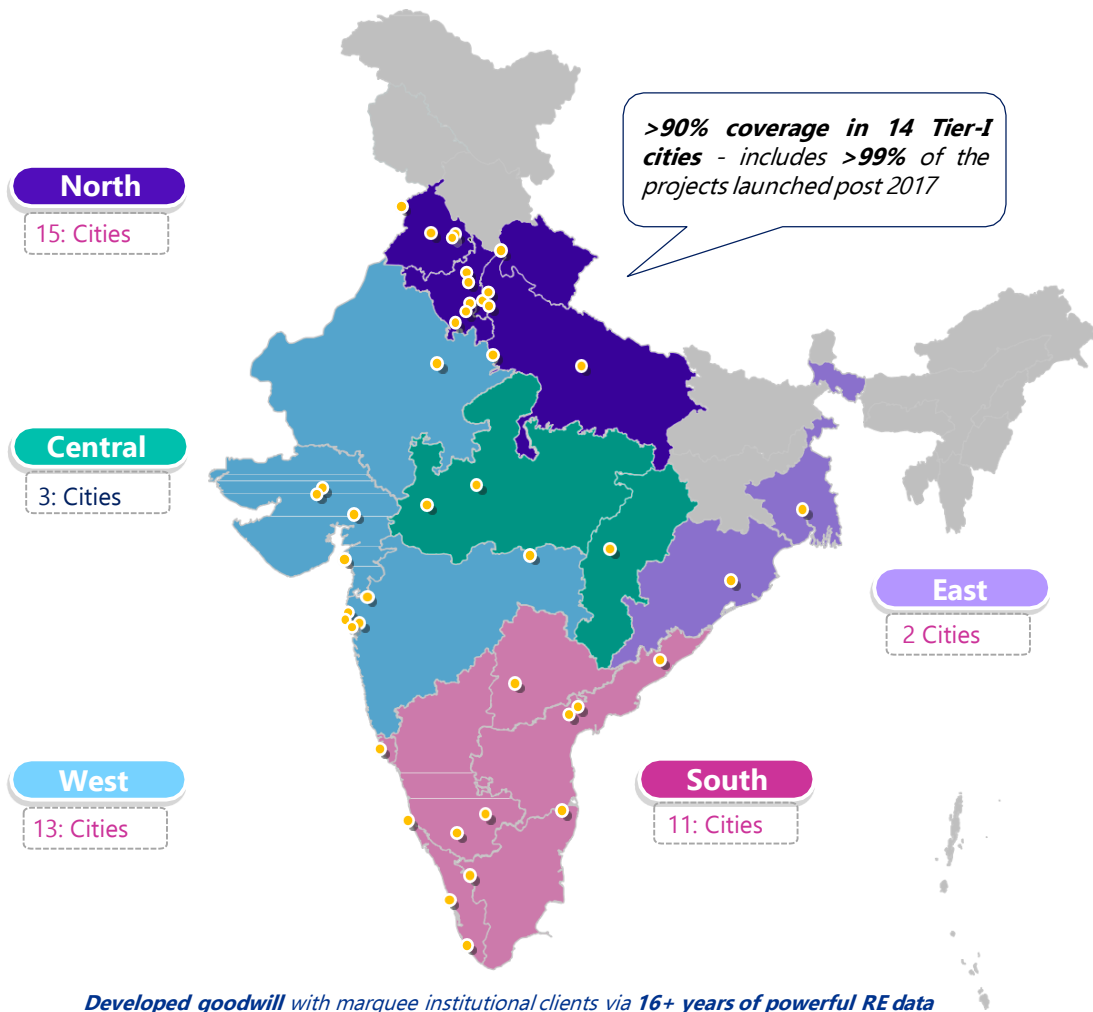 >90% coverage in 14 Tier-I
cities - includes >99% of the
projects launched post 2017
North
15: Cities
Central
3: Cities
East
2 Cities
West
13: Cities
South
11: Cities
Developed goodwill with marquee institutional clients via 16+ years of powerful RE data